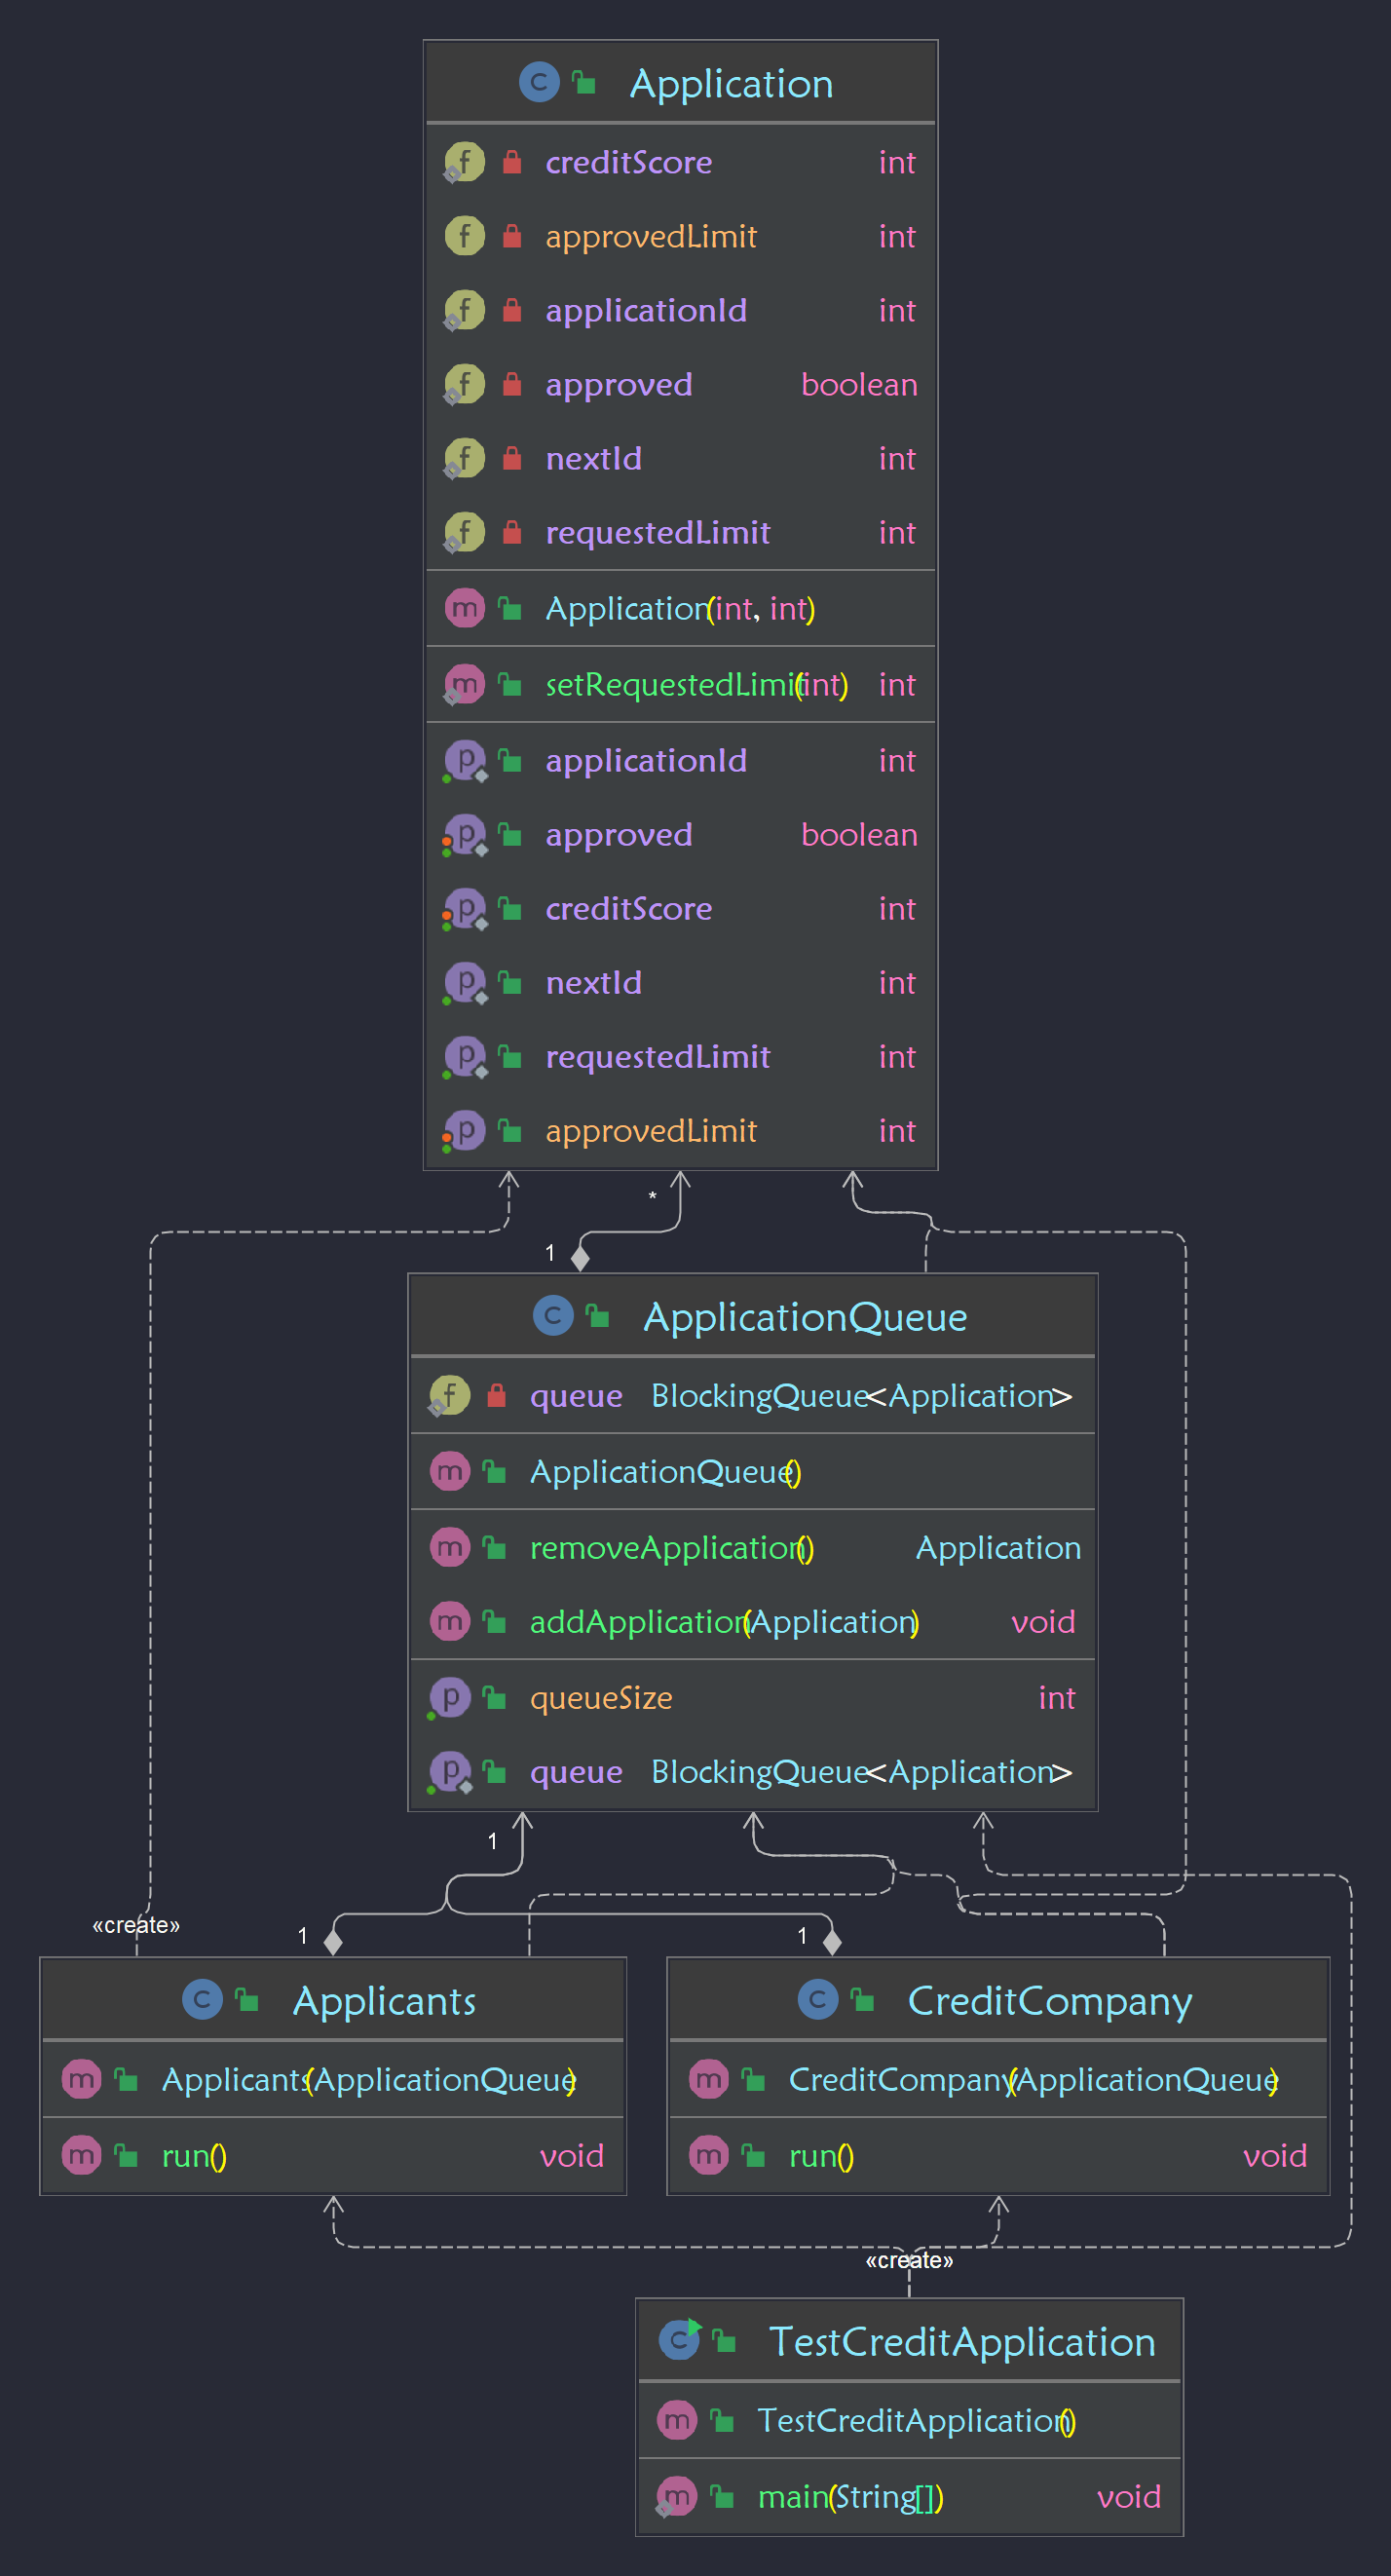 Application
creditScore int
approvedLimit int
applicationId int
approved boolean
nextId int
requestedLimit int
Application(int, int)
setRequestedLimit(int) int
applicationId int
approved boolean
creditScore int
nextId int
requestedLimit int
approvedLimit int
*
1
ApplicationQueue
queue BlockingQueue<Application>
ApplicationQueue()
removeApplication() Application
addApplication(Application) void
queueSize int
queue BlockingQueue<Application>
1
«create»
1
1
Applicants
Applicants(ApplicationQueue)
run() void
CreditCompany
CreditCompany(ApplicationQueue)
run() void
«create»
TestCreditApplication
TestCreditApplication()
main(String[]) void